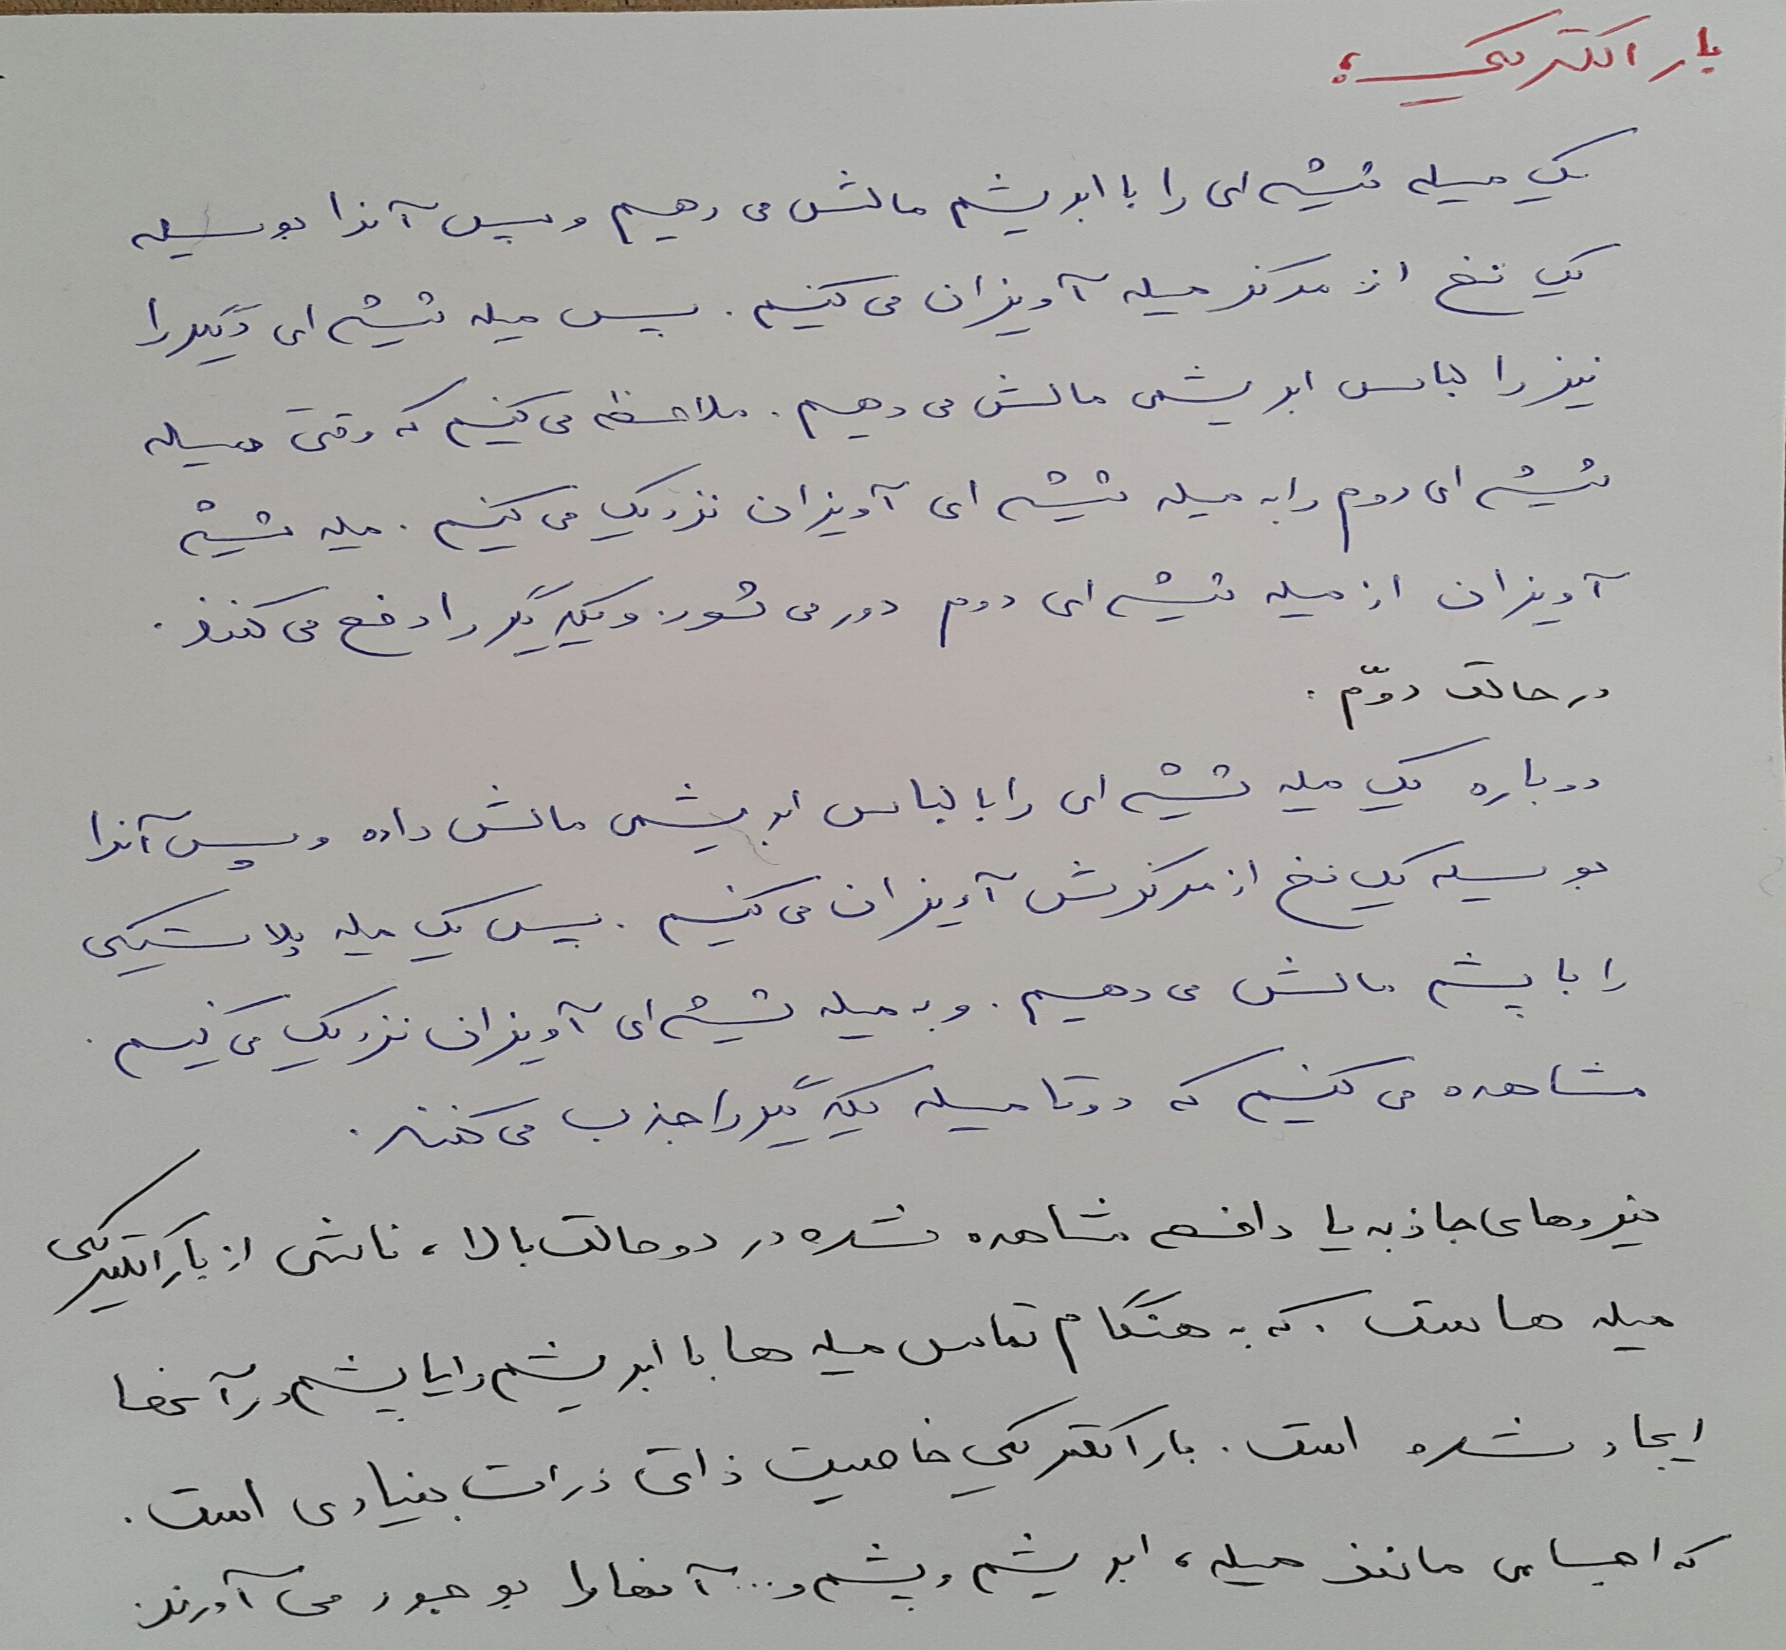 بار الکتریکی:
یک میله شیشه ای را با ابریشم مالش می دهیم و سپس آنرا بوسیله
یک نخ از مرکز میله آویزان می کنیم. سپس میله شیشه ای دیگر را
نیز را لباس ابریشمی مالش می دهیم. ملاحظه می کنیم که وقتی میله
شیشه ای دوم را به میله شیشه ای آویزان نزدیک می کنیم. میله شیشه
آویزان از میله شیشه ای دوم دور می شود. و یکدیگر را دفع می کنند.
در حالت دوّم:
دوباره یک میله شیشه ای را با لباس ابریشمی مالش داده و سپس آنرا
بوسیله یک نخ از مرکزش آویزان می کنیم. سپس یک میله پلاستیکی
را با پشم مالش می دهیم. و به میله شیشه ای آویزان نزدیک می کنیم.
مشاهده می کنیم که دوتا میله یکدیگر را جذب می کنند.
نیروهای جاذبه یا دافعه مشاهده شده در دو حالت بالا، ناشی از بار الکتریکی
میله هاست. که به هنگام تماس میله ها با ابریشم و یا پشم در آنها
ایجاد شده است. بار الکتریکی خاصیت ذاتی ذرات بنیادی است.
که اجسامی مانند میله، ابریشم و پشم و... آنها را بوجود می آورند.